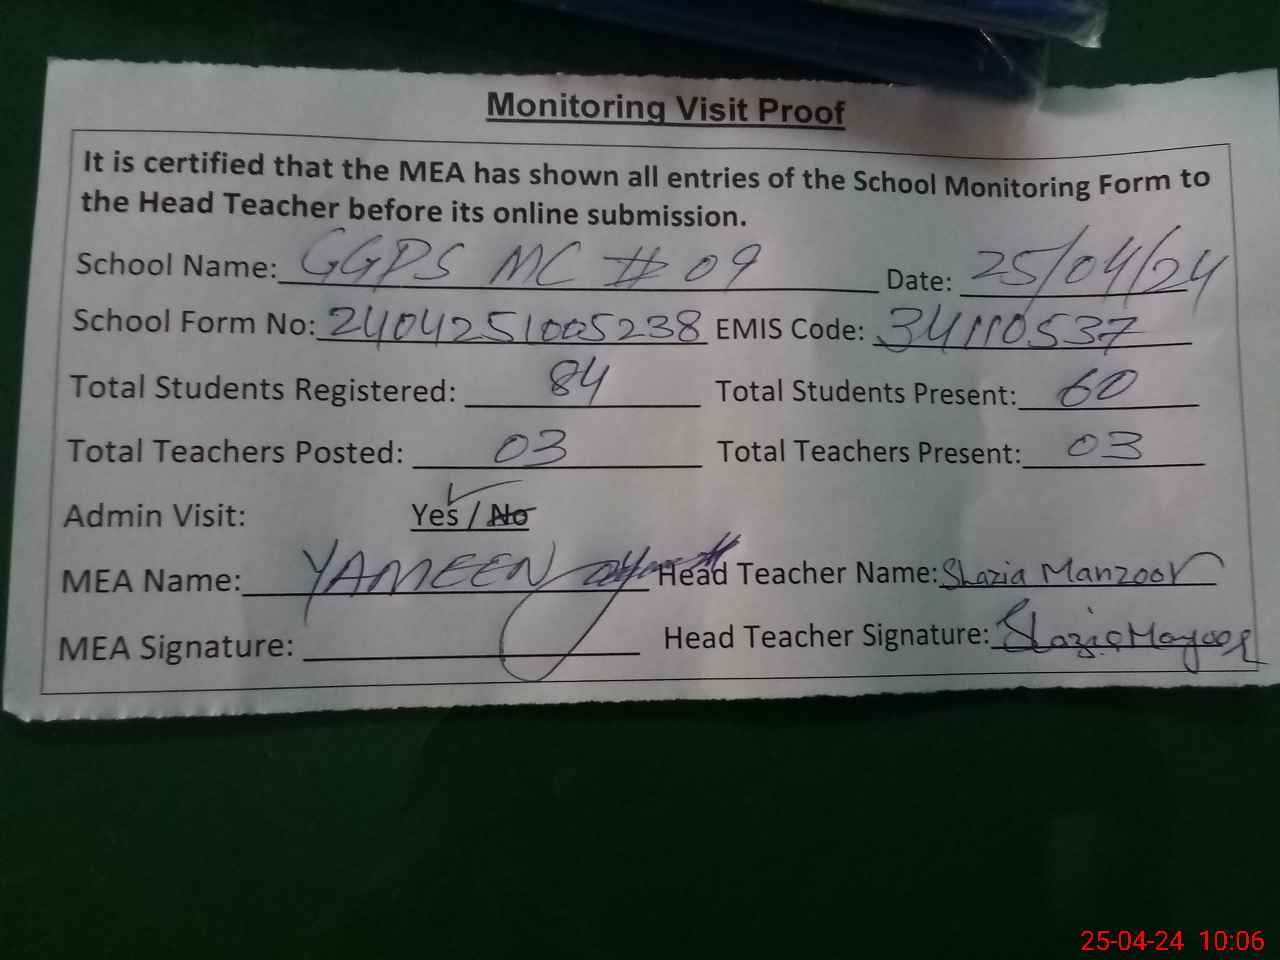 Monitoring Visit Proof
It is certified that the MEA has shown all entries of the School Monitoring Form to
the Head Teacher before its online submission.
School Name: GGPS MC # 09 Date: 25/04/24
School Form No: 2404251005238 EMIS Code: 34110537
Total Students Registered: 84 Total Students Present: 60
Total Teachers Posted: 03 Total Teachers Present: 03
Admin Visit: Yes / No
MEA Name: YAMEEN Head Teacher Name: Shazia Manzoor
MEA Signature: Head Teacher Signature: Shazia Manzoor
25-04-24 10:06